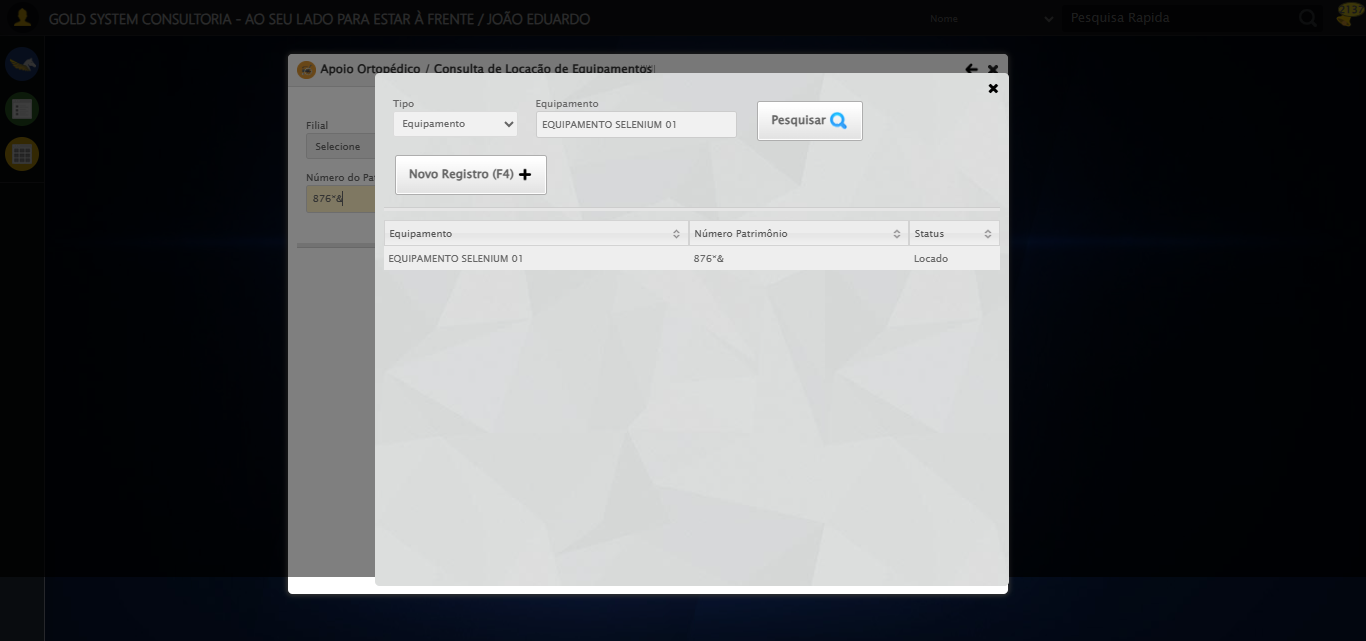 GOLD SYSTEM CONSULTORIA - AO SEU LADO PARA ESTAR À FRENTE / JOÃO EDUARDO
Nome
Pesquisa Rapida
213
Apoio Ortopédico / Consulta de Locação de Equipamentos
Tipo
Equipamento
Equipamento
EQUIPAMENTO SELENIUM 01
Pesquisar
Filial
Selecione
Novo Registro (F4)
Número do Pat
876"&
Equipamento
Número Patrimônio
Status
EQUIPAMENTO SELENIUM 01
876"&
Locado